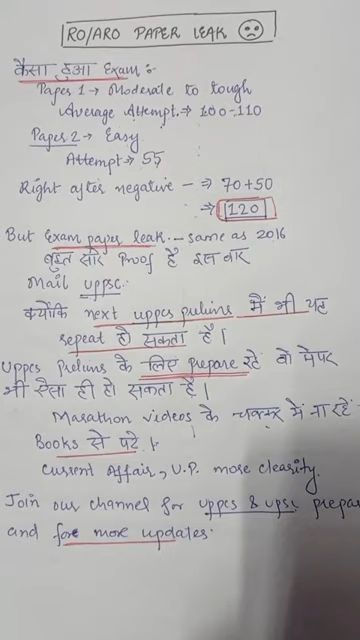 RO/ARO PAPER LEAK ☹
कैसा हुआ Exam :-
Paper 1 → Moderate to tough
Average Attempt. ⇒ 100-110
Paper 2 → Easy
Attempt ⇒ 55
Right after negative — ⇒ 70+50
⇒ 120
But Exam paper leak. — same as 2016
बहुत सारे Proof हैं इस बार
Mail UPPSC.
क्योंकि next uppcs prelims में भी यह
repeat हो सकता है।
Uppcs prelims के लिए prepare रहें वो पेपर
भी ऐसा ही हो सकता है।
Marathon videos के चक्कर में ना रहें
Books से पढ़े।
Current affair, U.P. more clearity.
Join our channel for uppcs & upsc prepa
and for more updates.